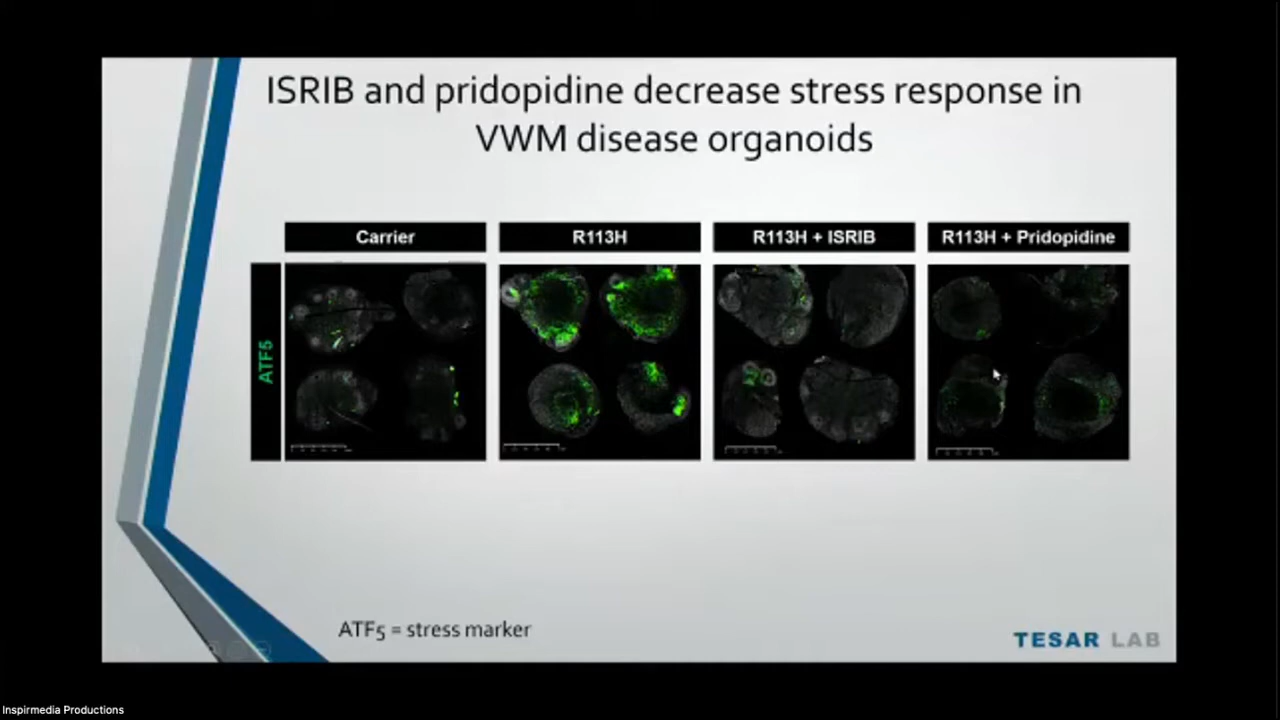 ISRIB and pridopidine decrease stress response in
VWM disease organoids
Carrier
R113H
R113H + ISRIB
R113H + Pridopidine
ATF5
ATF5 = stress marker
TESAR LAB
Inspirmedia Productions